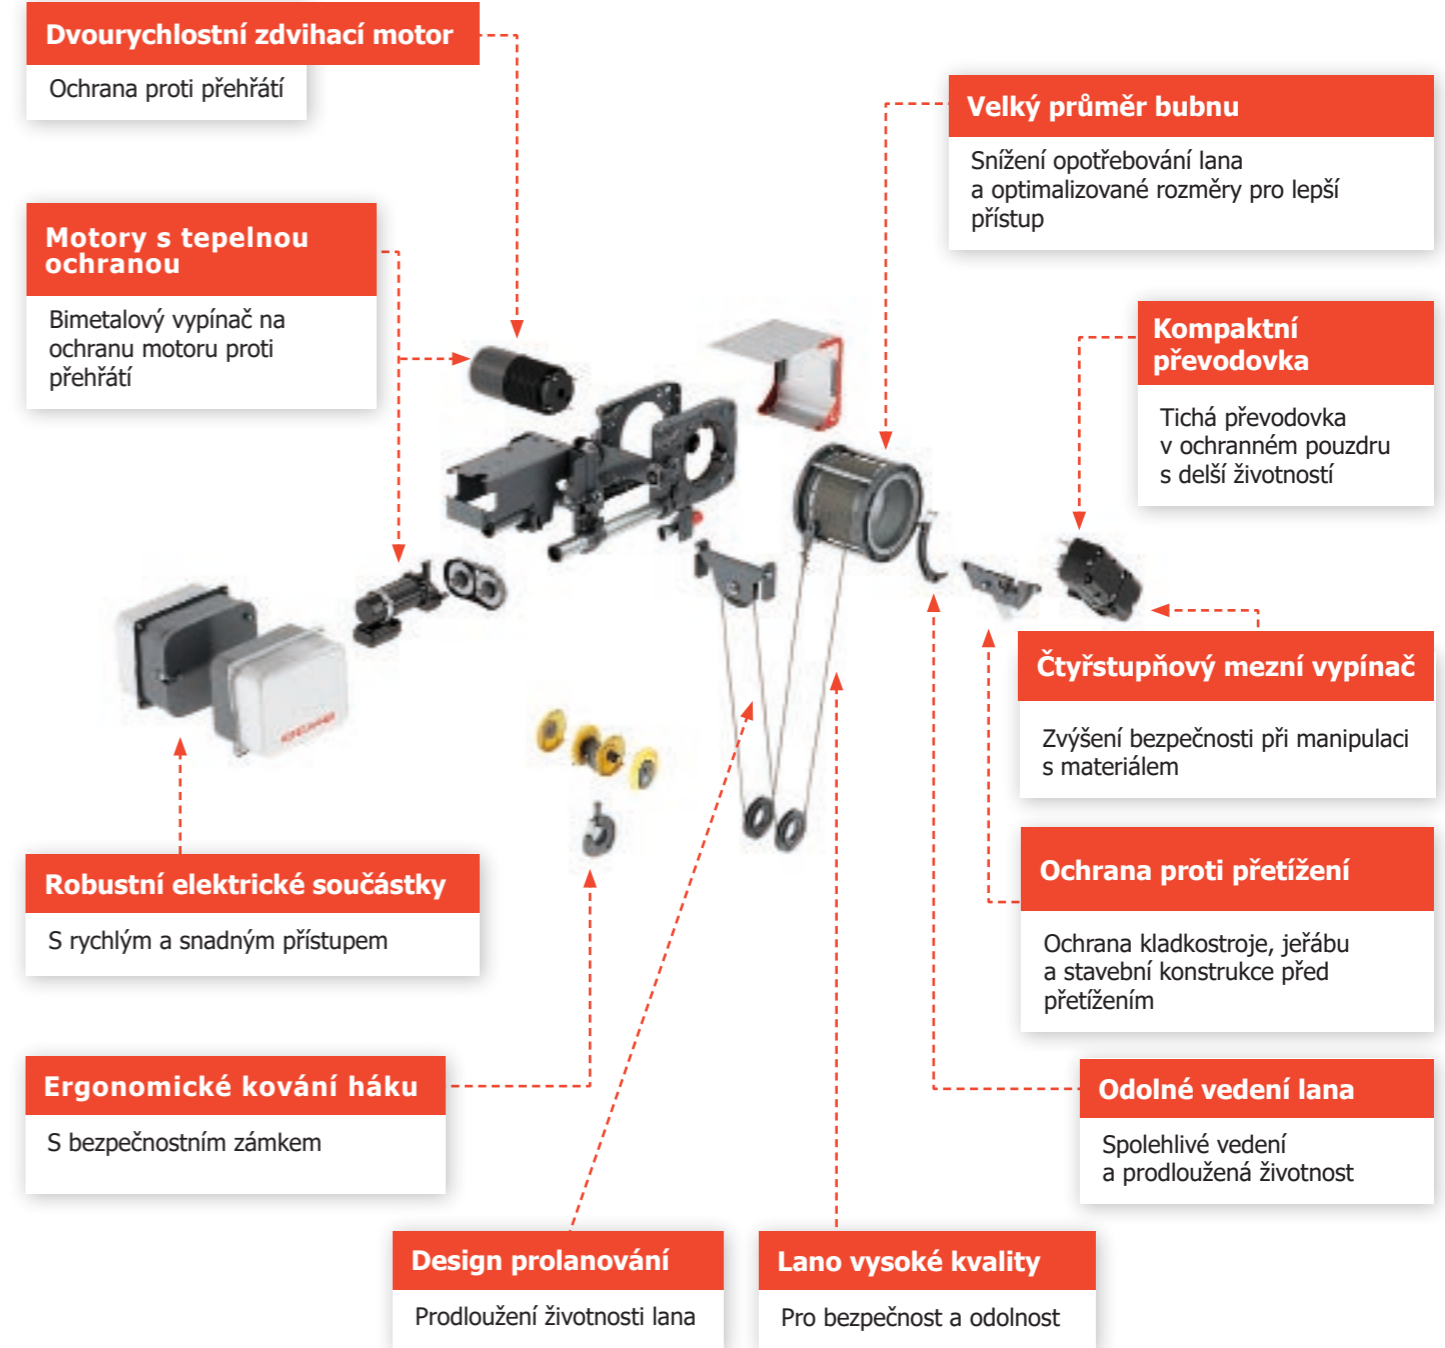 Dvourychlostní zdvihací motor
Ochrana proti přehřátí
Velký průměr bubnu
Snížení opotřebování lana
a optimalizované rozměry pro lepší
přístup
Motory s tepelnou
ochranou
Bimetalový vypínač na
ochranu motoru proti
přehřátí
Kompaktní
převodovka
Tichá převodovka
v ochranném pouzdru
s delší životností
Čtyřstupňový mezní vypínač
Zvýšení bezpečnosti při manipulaci
s materiálem
Robustní elektrické součástky
S rychlým a snadným přístupem
Ochrana proti přetížení
Ochrana kladkostroje, jeřábu
a stavební konstrukce před
přetížením
Ergonomické kování háku
S bezpečnostním zámkem
Odolné vedení lana
Spolehlivé vedení
a prodloužená životnost
Design prolanování
Prodloužení životnosti lana
Lano vysoké kvality
Pro bezpečnost a odolnost